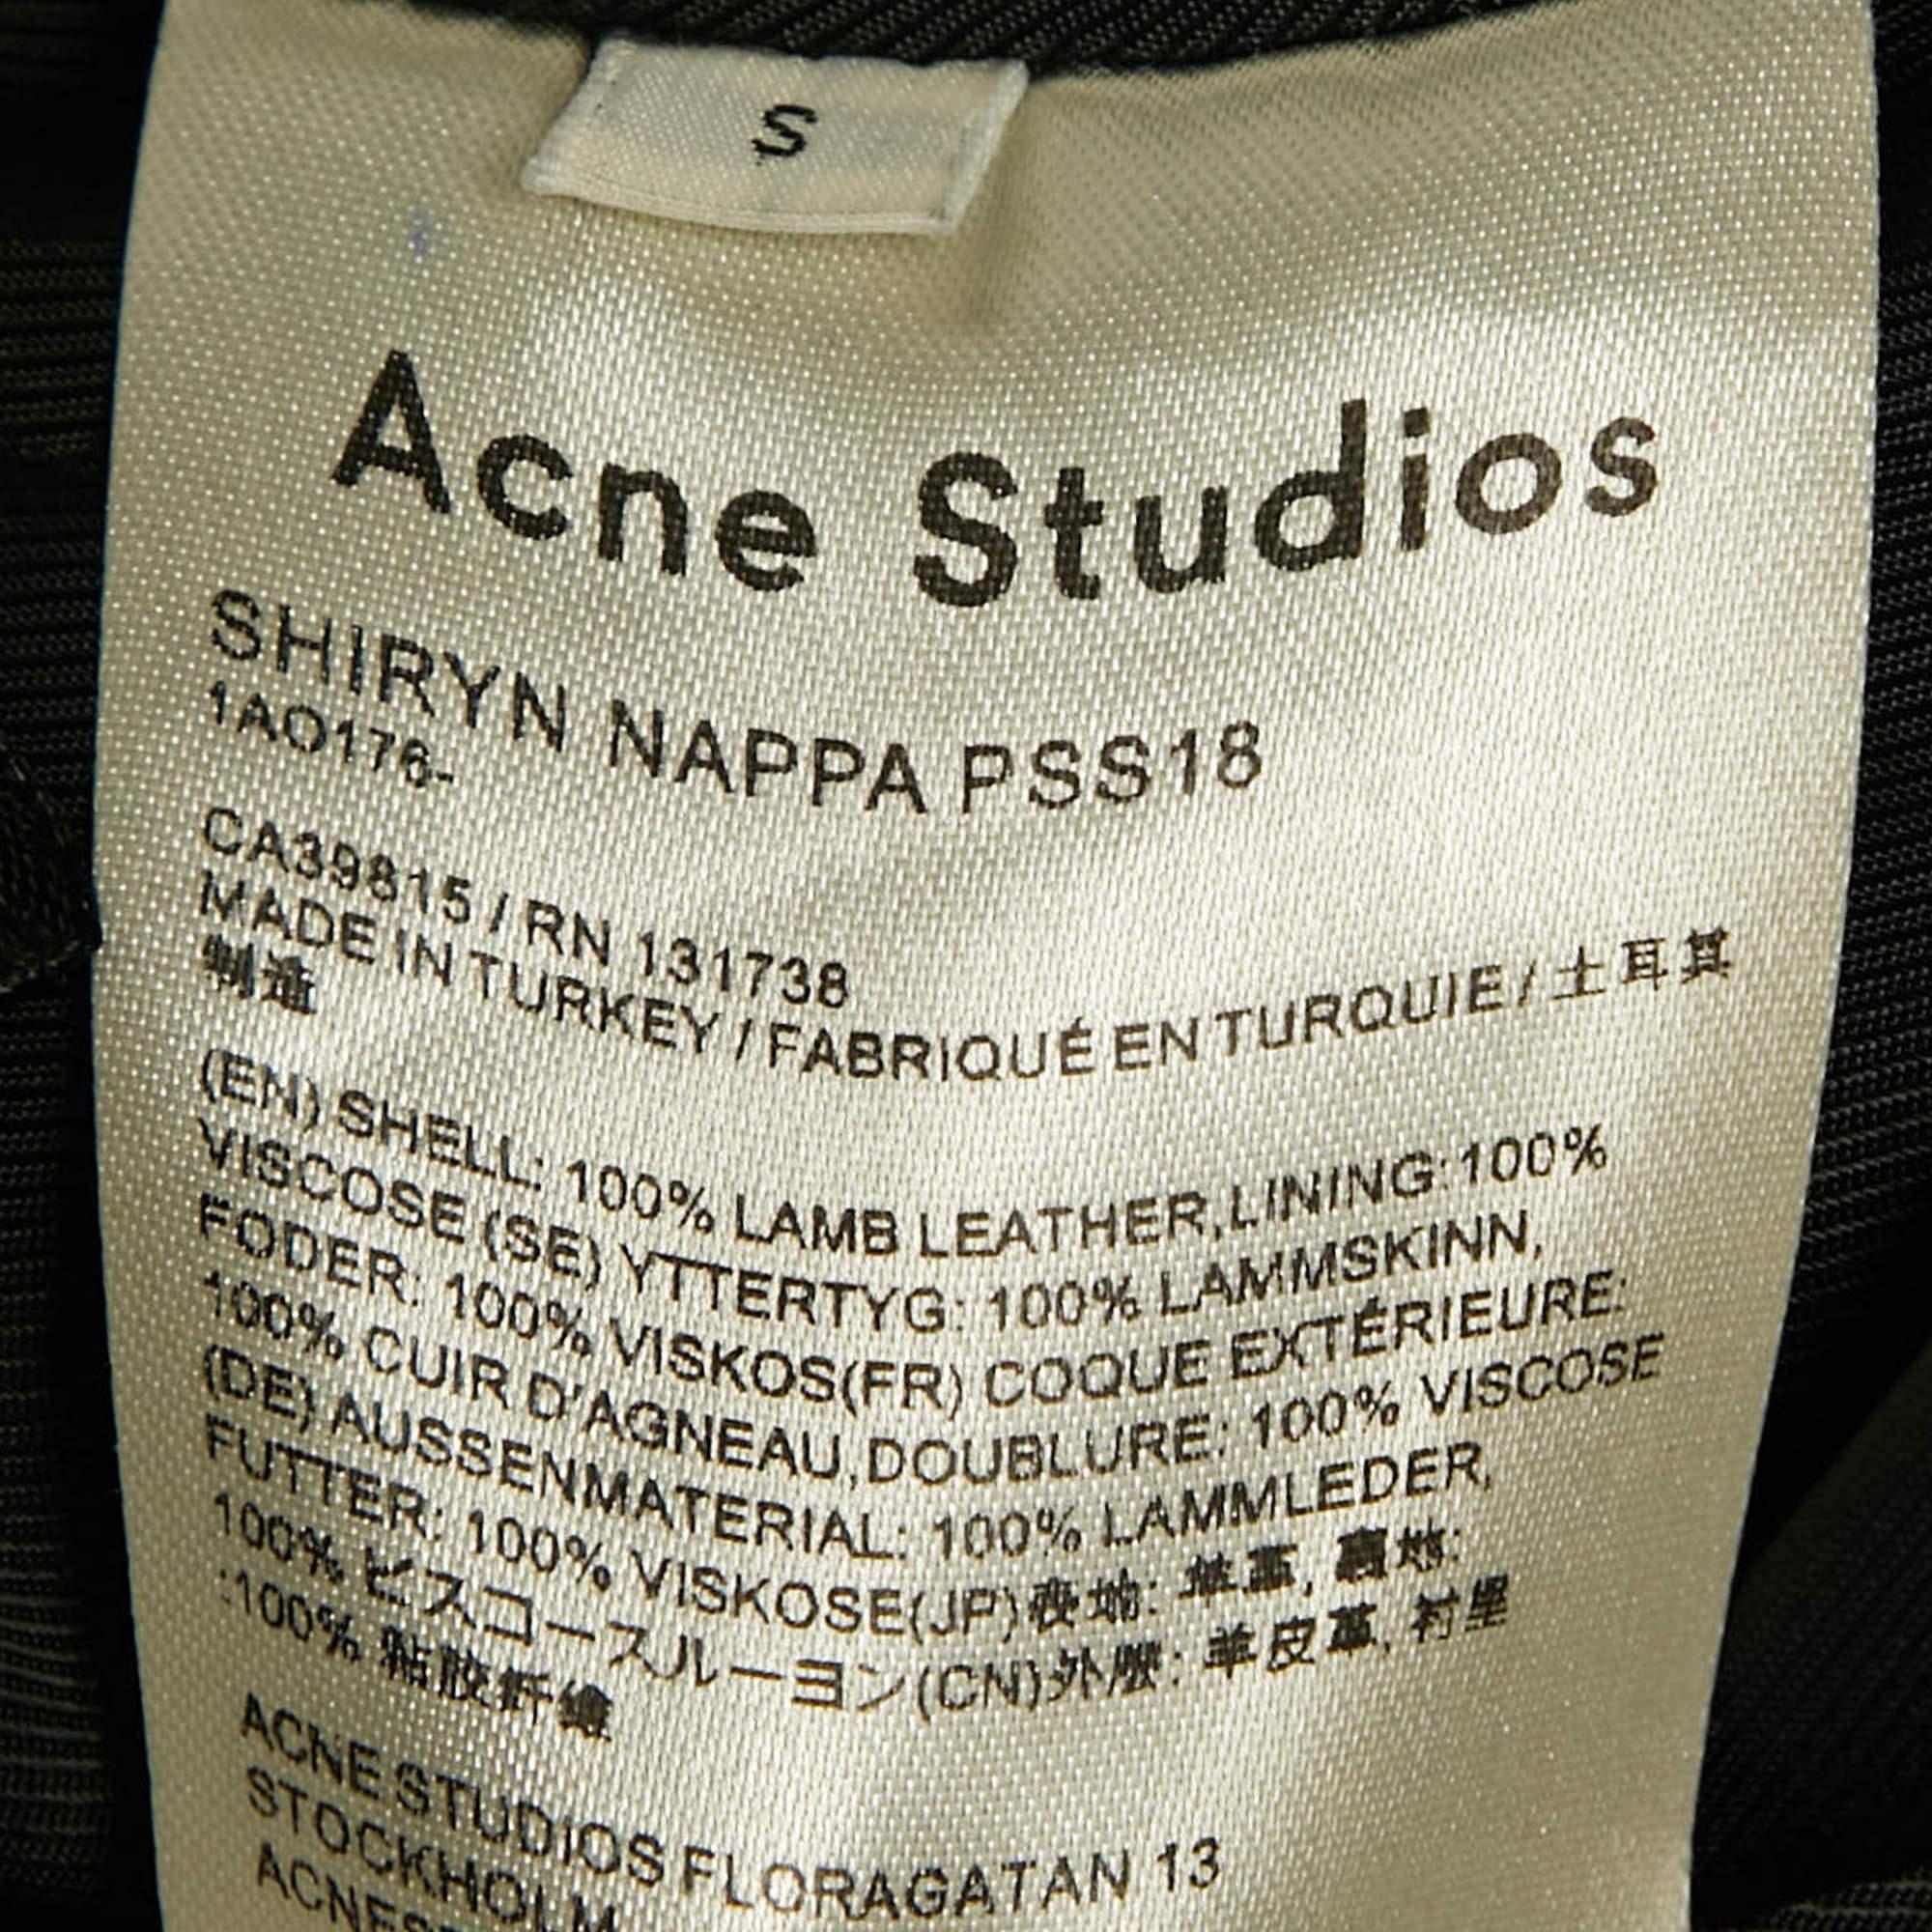 S
Acne Studios
SHIRYN NAPPA PSS18
1AO176-
CA39815 / RN 131738
MADE IN TURKEY / FABRIQUÉ EN TURQUIE / 土耳其
制造
(EN) SHELL: 100% LAMB LEATHER, LINING: 100%
VISCOSE (SE) YTTERTYG: 100% LAMMSKINN,
FODER: 100% VISKOS(FR) COQUE EXTÉRIEURE:
100% CUIR D'AGNEAU, DOUBLURE: 100% VISCOSE
(DE) AUSSENMATERIAL: 100% LAMMLEDER,
FUTTER: 100% VISKOSE(JP)表地: 羊革, 裏地:
100% ビスコースルーヨン(CN)外層: 羊皮革, 衬里
:100% 粘胶纤维
ACNE STUDIOS FLORAGATAN 13
STOCKHOLM